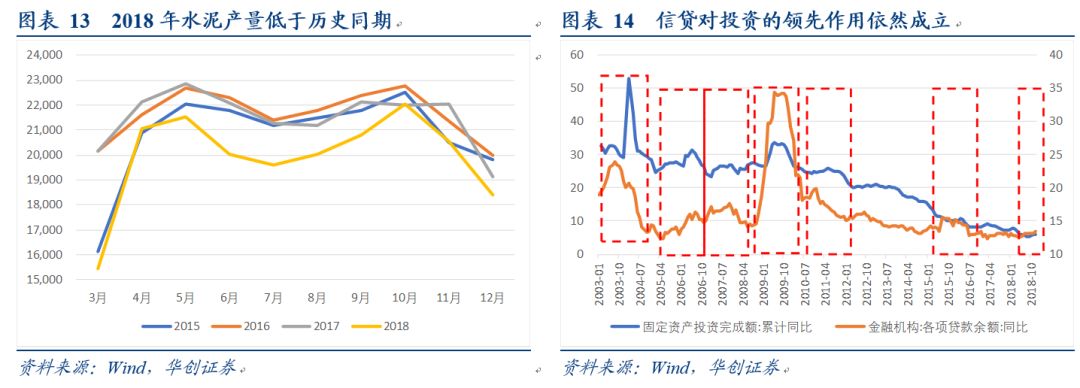 图表 13 2018 年水泥产量低于历史同期
24,000
23,000
22,000
21,000
20,000
19,000
18,000
17,000
16,000
15,000
3月 4月 5月 6月 7月 8月 9月 10月 11月 12月
2015 2016 2017 2018
资料来源：Wind，华创证券
图表 14 信贷对投资的领先作用依然成立
60 40
50 35
40 30
30 25
20 20
10 15
0 10
2003-01 2003-10 2004-07 2005-04 2006-01 2006-10 2007-07 2008-04 2009-01 2009-10 2010-07 2011-04 2012-01 2012-10 2013-07 2014-04 2015-01 2015-10 2016-07 2017-04 2018-01 2018-10
固定资产投资完成额:累计同比 金融机构:各项贷款余额:同比
资料来源：Wind，华创证券